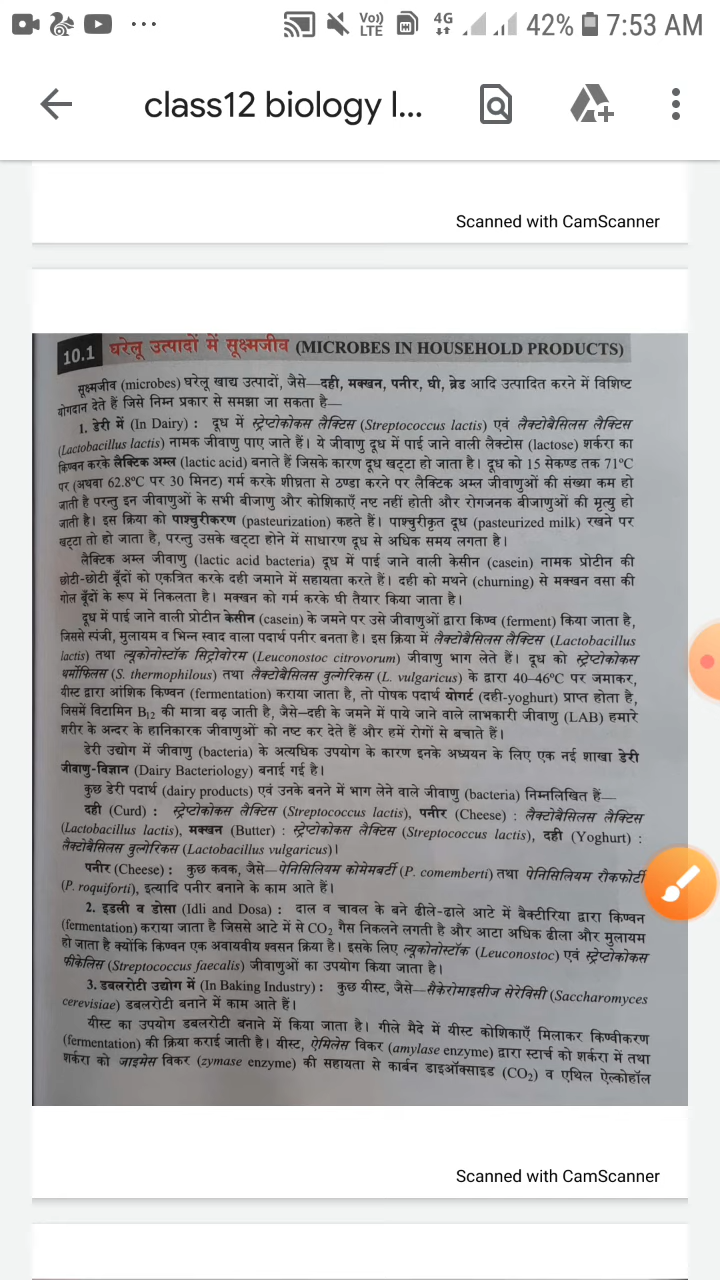 Vo)) LTE 4G 42% 7:53 AM
class12 biology l...
Scanned with CamScanner
10.1 घरेलू उत्पादों में सूक्ष्मजीव (MICROBES IN HOUSEHOLD PRODUCTS)
सूक्ष्मजीव (microbes) घरेलू खाद्य उत्पादों, जैसे—दही, मक्खन, पनीर, घी, ब्रेड आदि उत्पादित करने में विशिष्ट
योगदान देते हैं जिसे निम्न प्रकार से समझा जा सकता है—
1. डेरी में (In Dairy) : दूध में स्ट्रेप्टोकोकस लैक्टिस (Streptococcus lactis) एवं लैक्टोबैसिलस लैक्टिस
(Lactobacillus lactis) नामक जीवाणु पाए जाते हैं। ये जीवाणु दूध में पाई जाने वाली लैक्टोस (lactose) शर्करा का
किण्वन करके लैक्टिक अम्ल (lactic acid) बनाते हैं जिसके कारण दूध खट्टा हो जाता है। दूध को 15 सेकण्ड तक 71°C
पर (अथवा 62.8°C पर 30 मिनट) गर्म करके शीघ्रता से ठण्डा करने पर लैक्टिक अम्ल जीवाणुओं की संख्या कम हो
जाती है परन्तु इन जीवाणुओं के सभी बीजाणु और कोशिकाएँ नष्ट नहीं होती और रोगजनक बीजाणुओं की मृत्यु हो
जाती है। इस क्रिया को पाश्चुरीकरण (pasteurization) कहते हैं। पाश्चुरीकृत दूध (pasteurized milk) रखने पर
खट्टा तो हो जाता है, परन्तु उसके खट्टा होने में साधारण दूध से अधिक समय लगता है।
लैक्टिक अम्ल जीवाणु (lactic acid bacteria) दूध में पाई जाने वाली केसीन (casein) नामक प्रोटीन की
छोटी-छोटी बूँदों को एकत्रित करके दही जमाने में सहायता करते हैं। दही को मथने (churning) से मक्खन वसा की
गोल बूँदों के रूप में निकलता है। मक्खन को गर्म करके घी तैयार किया जाता है।
दूध में पाई जाने वाली प्रोटीन केसीन (casein) के जमने पर उसे जीवाणुओं द्वारा किण्व (ferment) किया जाता है,
जिससे स्पंजी, मुलायम व भिन्न स्वाद वाला पदार्थ पनीर बनता है। इस क्रिया में लैक्टोबैसिलस लैक्टिस (Lactobacillus
lactis) तथा ल्यूकोनोस्टॉक सिट्रोवोरम (Leuconostoc citrovorum) जीवाणु भाग लेते हैं। दूध को स्ट्रेप्टोकोकस
थर्मोफिलस (S. thermophilous) तथा लैक्टोबैसिलस वुल्गेरिकस (L. vulgaricus) के द्वारा 40–46°C पर जमाकर,
यीस्ट द्वारा आंशिक किण्वन (fermentation) कराया जाता है, तो पोषक पदार्थ योगर्ट (दही-yoghurt) प्राप्त होता है,
जिसमें विटामिन B12 की मात्रा बढ़ जाती है, जैसे—दही के जमने में पाये जाने वाले लाभकारी जीवाणु (LAB) हमारे
शरीर के अन्दर के हानिकारक जीवाणुओं को नष्ट कर देते हैं और हमें रोगों से बचाते हैं।
डेरी उद्योग में जीवाणु (bacteria) के अत्यधिक उपयोग के कारण इनके अध्ययन के लिए एक नई शाखा डेरी
जीवाणु-विज्ञान (Dairy Bacteriology) बनाई गई है।
कुछ डेरी पदार्थ (dairy products) एवं उनके बनने में भाग लेने वाले जीवाणु (bacteria) निम्नलिखित हैं—
दही (Curd) : स्ट्रेप्टोकोकस लैक्टिस (Streptococcus lactis), पनीर (Cheese) : लैक्टोबैसिलस लैक्टिस
(Lactobacillus lactis), मक्खन (Butter) : स्ट्रेप्टोकोकस लैक्टिस (Streptococcus lactis), दही (Yoghurt) :
लैक्टोबैसिलस वुल्गेरिकस (Lactobacillus vulgaricus)।
पनीर (Cheese) : कुछ कवक, जैसे—पेनिसिलियम कोमेमबर्टी (P. comemberti) तथा पेनिसिलियम रौकफोर्टी
(P. roquiforti), इत्यादि पनीर बनाने के काम आते हैं।
2. इडली व डोसा (Idli and Dosa) : दाल व चावल के बने ढीले-ढाले आटे में बैक्टीरिया द्वारा किण्वन
(fermentation) कराया जाता है जिससे आटे में से CO2 गैस निकलने लगती है और आटा अधिक ढीला और मुलायम
हो जाता है क्योंकि किण्वन एक अवायवीय श्वसन क्रिया है। इसके लिए ल्यूकोनोस्टॉक (Leuconostoc) एवं स्ट्रेप्टोकोकस
फीकेलिस (Streptococcus faecalis) जीवाणुओं का उपयोग किया जाता है।
3. डबलरोटी उद्योग में (In Baking Industry) : कुछ यीस्ट, जैसे—सैकेरोमाइसीज सेरेविसी (Saccharomyces
cerevisiae) डबलरोटी बनाने में काम आते हैं।
यीस्ट का उपयोग डबलरोटी बनाने में किया जाता है। गीले मैदे में यीस्ट कोशिकाएँ मिलाकर किण्वीकरण
(fermentation) की क्रिया कराई जाती है। यीस्ट, ऐमिलेस विकर (amylase enzyme) द्वारा स्टार्च को शर्करा में तथा
शर्करा को जाइमेस विकर (zymase enzyme) की सहायता से कार्बन डाइऑक्साइड (CO2) व एथिल ऐल्कोहॉल
Scanned with CamScanner